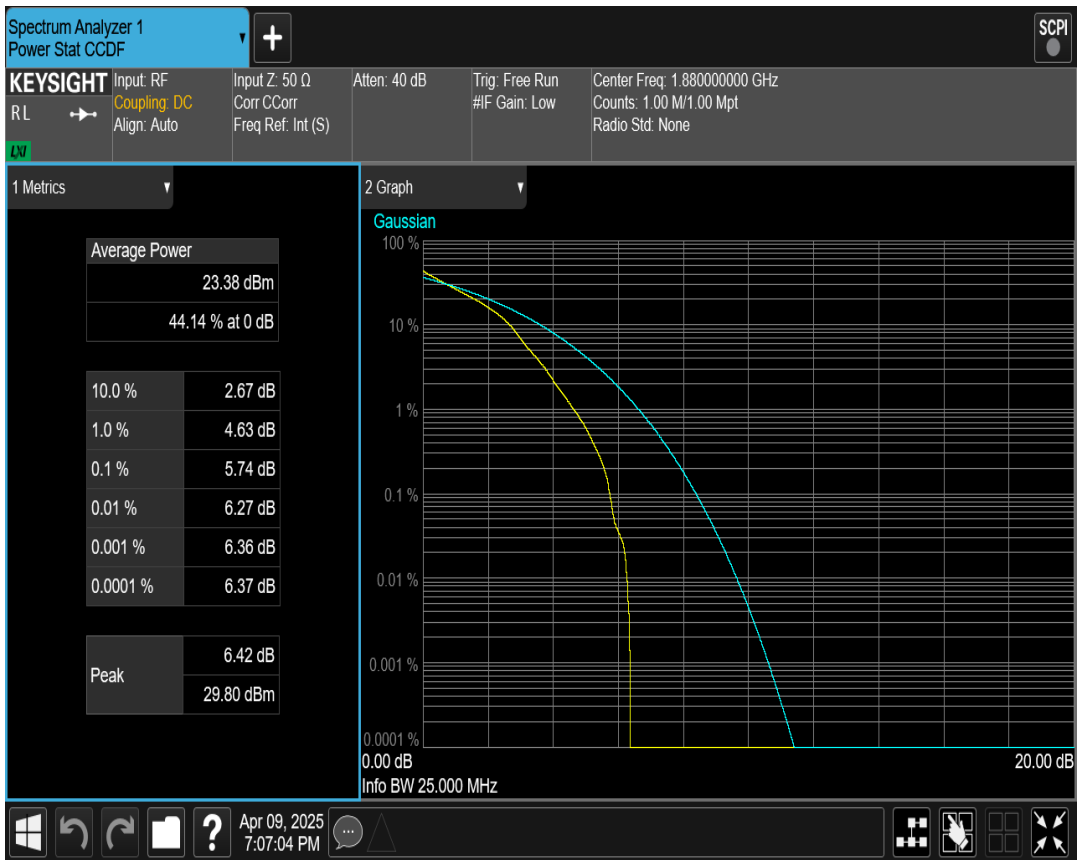 Spectrum Analyzer 1
Power Stat CCDF
+
SCPI
KEYSIGHT
RL
LXI
Input: RF
Coupling: DC
Align: Auto
Input Z: 50 Ω
Corr CCorr
Freq Ref: Int (S)
Atten: 40 dB
Trig: Free Run
#IF Gain: Low
Center Freq: 1.880000000 GHz
Counts: 1.00 M/1.00 Mpt
Radio Std: None
1 Metrics
Average Power
23.38 dBm
44.14 % at 0 dB
10.0 % 2.67 dB
1.0 % 4.63 dB
0.1 % 5.74 dB
0.01 % 6.27 dB
0.001 % 6.36 dB
0.0001 % 6.37 dB
Peak
6.42 dB
29.80 dBm
2 Graph
Gaussian
100 %
10 %
1 %
0.1 %
0.01 %
0.001 %
0.0001 %
0.00 dB 20.00 dB
Info BW 25.000 MHz
?
Apr 09, 2025
7:07:04 PM